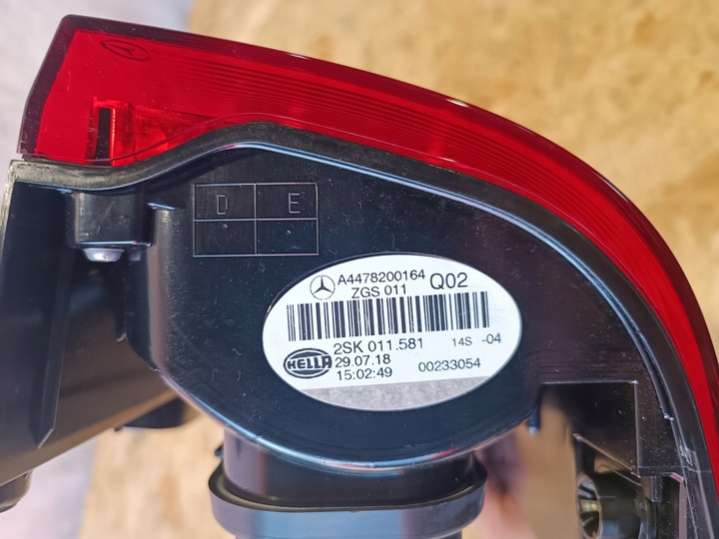 D E
A4478200164
ZGS 011 Q02
2SK 011.581 14S -04
HELLA 29.07.18
15:02:49 00233054